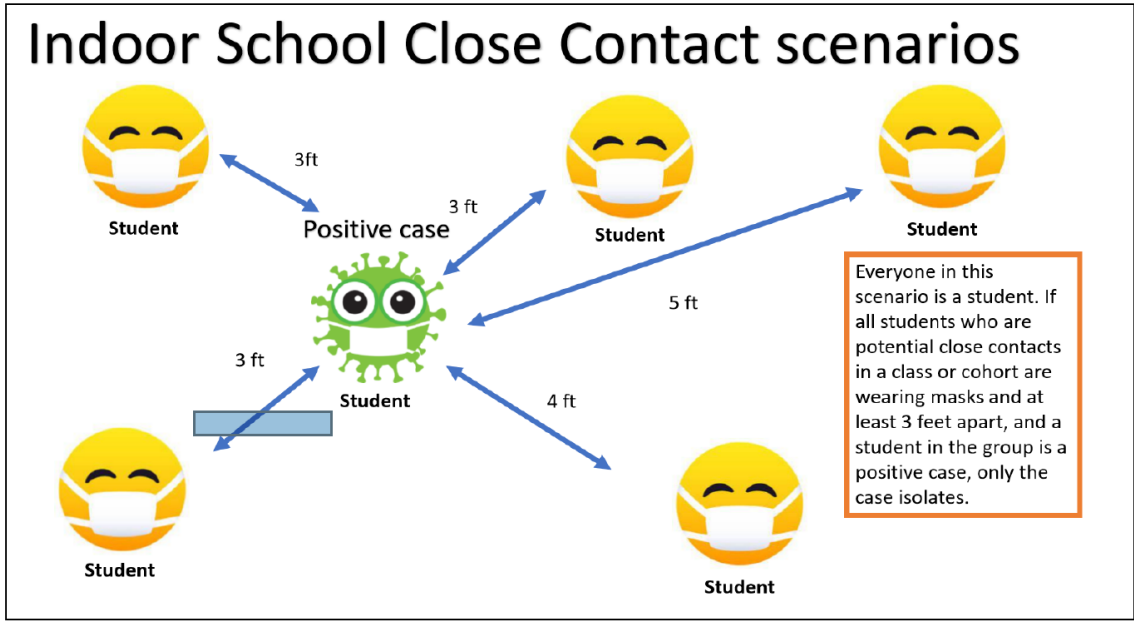 Indoor School Close Contact scenarios
3ft
3 ft
Student
Student
Student
Positive case
5 ft
3 ft
Student
4 ft
Student
Student
Everyone in this
scenario is a student. If
all students who are
potential close contacts
in a class or cohort are
wearing masks and at
least 3 feet apart, and a
student in the group is a
positive case, only the
case isolates.